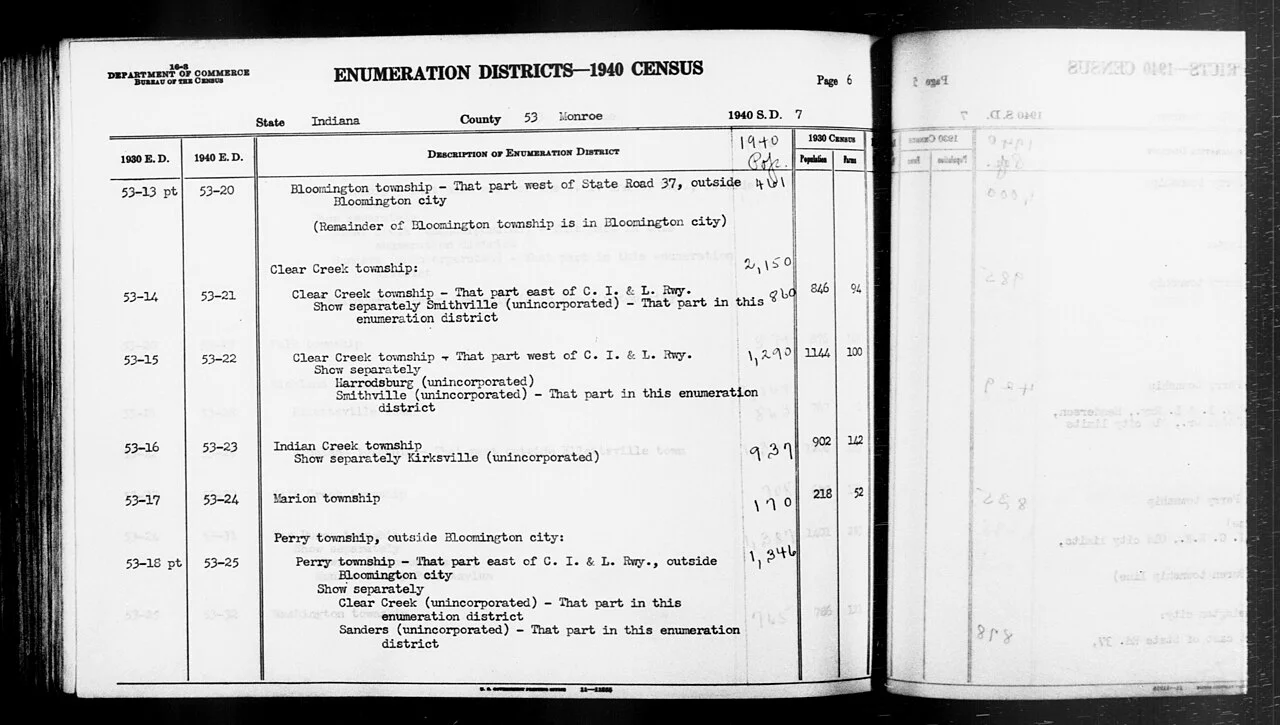 16-8
DEPARTMENT OF COMMERCE
BUREAU OF THE CENSUS
ENUMERATION DISTRICTS—1940 CENSUS
Page 6
State Indiana County 53 Monroe 1940 S. D. 7
1930 E. D. 1940 E. D. DESCRIPTION OF ENUMERATION DISTRICT 1940 Pop. 1930 CENSUS
Population Farms
53-13 pt 53-20 Bloomington township - That part west of State Road 37, outside 461
Bloomington city
(Remainder of Bloomington township is in Bloomington city)
Clear Creek township: 2,150
53-14 53-21 Clear Creek township - That part east of C. I. & L. Rwy. 860 846 94
Show separately Smithville (unincorporated) - That part in this
enumeration district
53-15 53-22 Clear Creek township - That part west of C. I. & L. Rwy. 1,290 1144 100
Show separately
Harrodsburg (unincorporated)
Smithville (unincorporated) - That part in this enumeration
district
53-16 53-23 Indian Creek township 937 902 142
Show separately Kirksville (unincorporated)
53-17 53-24 Marion township 170 218 52
Perry township, outside Bloomington city:
53-18 pt 53-25 Perry township - That part east of C. I. & L. Rwy., outside 1,346
Bloomington city
Show separately
Clear Creek (unincorporated) - That part in this
enumeration district
Sanders (unincorporated) - That part in this enumeration
district
U. S. GOVERNMENT PRINTING OFFICE